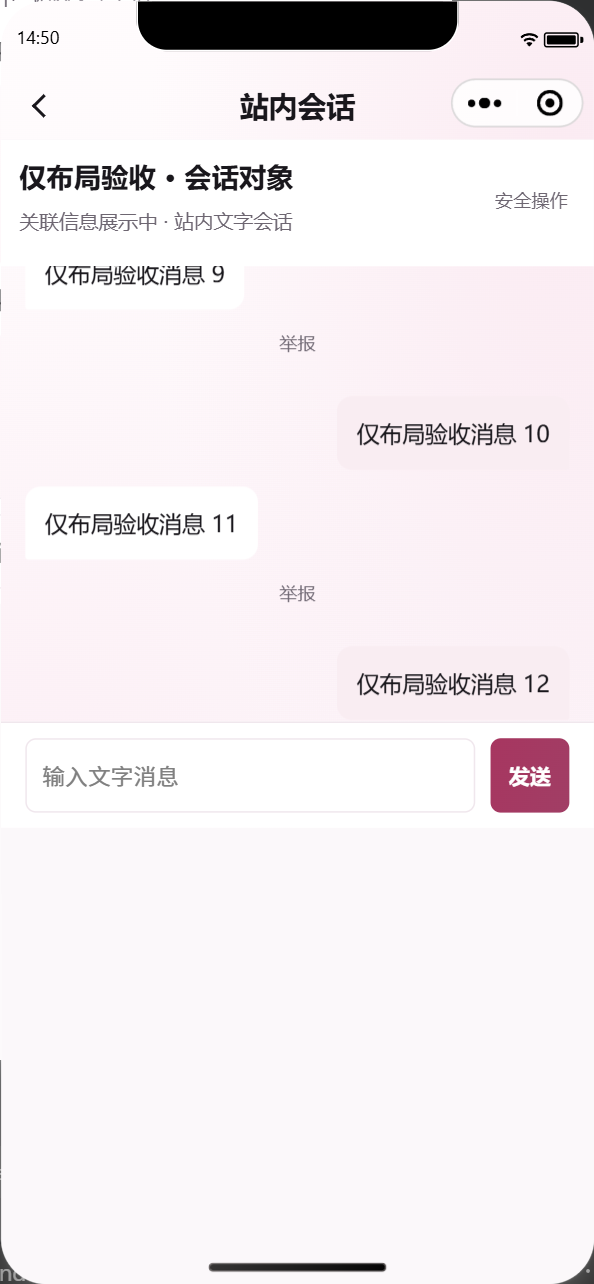 14:50
站内会话
仅布局验收·会话对象
关联信息展示中·站内文字会话
安全操作
仅布局验收消息 9
举报
仅布局验收消息 10
仅布局验收消息 11
举报
仅布局验收消息 12
输入文字消息
发送